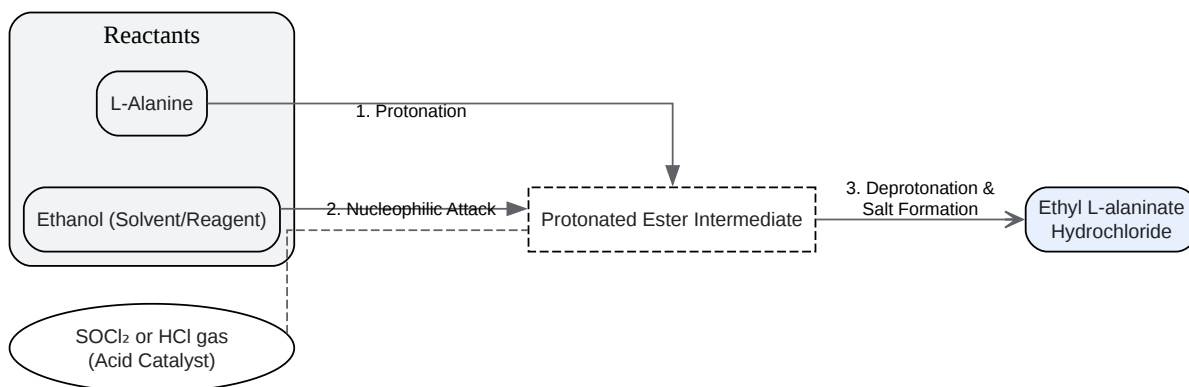 Reactants
L-Alanine
1. Protonation
Ethanol (Solvent/Reagent)
2. Nucleophilic Attack
Protonated Ester Intermediate
3. Deprotonation &
Salt Formation
Ethyl L-alaninate
Hydrochloride
SOCl₂ or HCl gas
(Acid Catalyst)